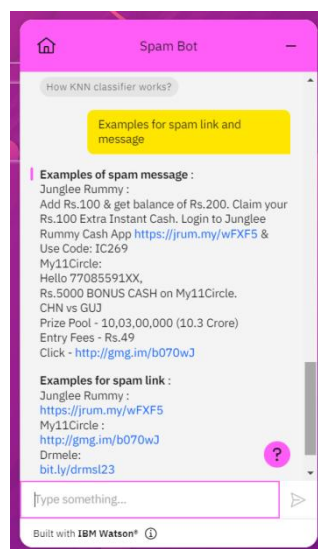 Spam Bot
How KNN classifier works?
Examples for spam link and
message
Examples of spam message :
Junglee Rummy :
Add Rs.100 & get balance of Rs.200. Claim your
Rs.100 Extra Instant Cash. Login to Junglee
Rummy Cash App https://jrum.my/wFXF5 &
Use Code: IC269
My11Circle:
Hello 77085591XX,
Rs.5000 BONUS CASH on My11Circle.
CHN vs GUJ
Prize Pool - 10,03,00,000 (10.3 Crore)
Entry Fees - Rs.49
Click - http://gmg.im/b070wJ
Examples for spam link :
Junglee Rummy :
https://jrum.my/wFXF5
My11Circle :
http://gmg.im/b070wJ
Drmele:
bit.ly/drmsl23
?
Type something...
Built with IBM Watson® i